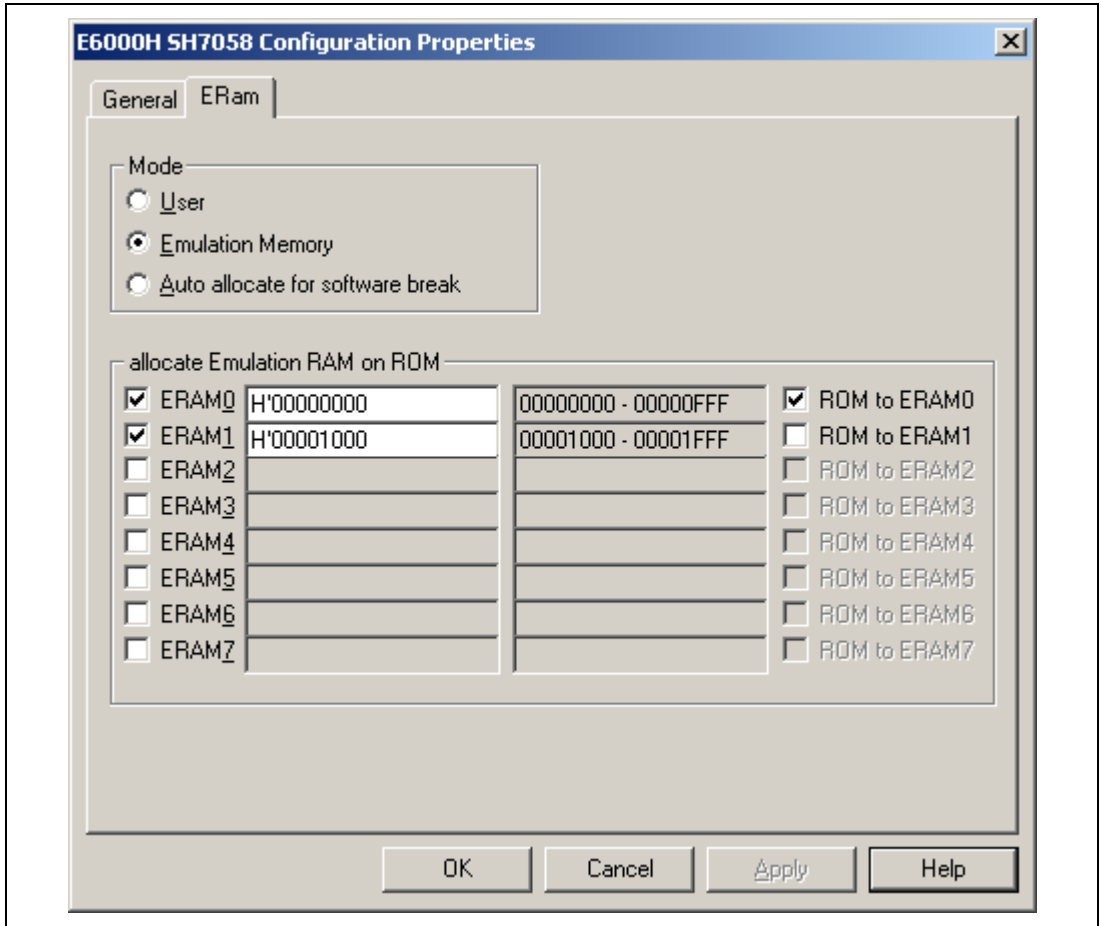 E6000H SH7058 Configuration Properties
General ERam
Mode
User
Emulation Memory
Auto allocate for software break
allocate Emulation RAM on ROM
ERAM0 H'00000000 00000000 - 00000FFF ROM to ERAM0
ERAM1 H'00001000 00001000 - 00001FFF ROM to ERAM1
ERAM2 ROM to ERAM2
ERAM3 ROM to ERAM3
ERAM4 ROM to ERAM4
ERAM5 ROM to ERAM5
ERAM6 ROM to ERAM6
ERAM7 ROM to ERAM7
OK Cancel Apply Help